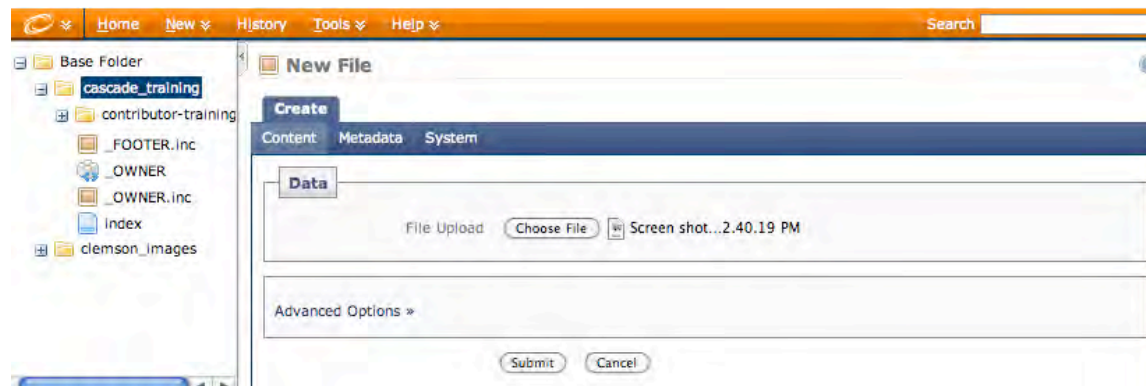 Home New History Tools Help Search
Base Folder
cascade_training
contributor-training
_FOOTER.inc
_OWNER
_OWNER.inc
index
clemson_images
New File
Create
Content Metadata System
Data
File Upload Choose File Screen shot...2.40.19 PM
Advanced Options »
Submit Cancel